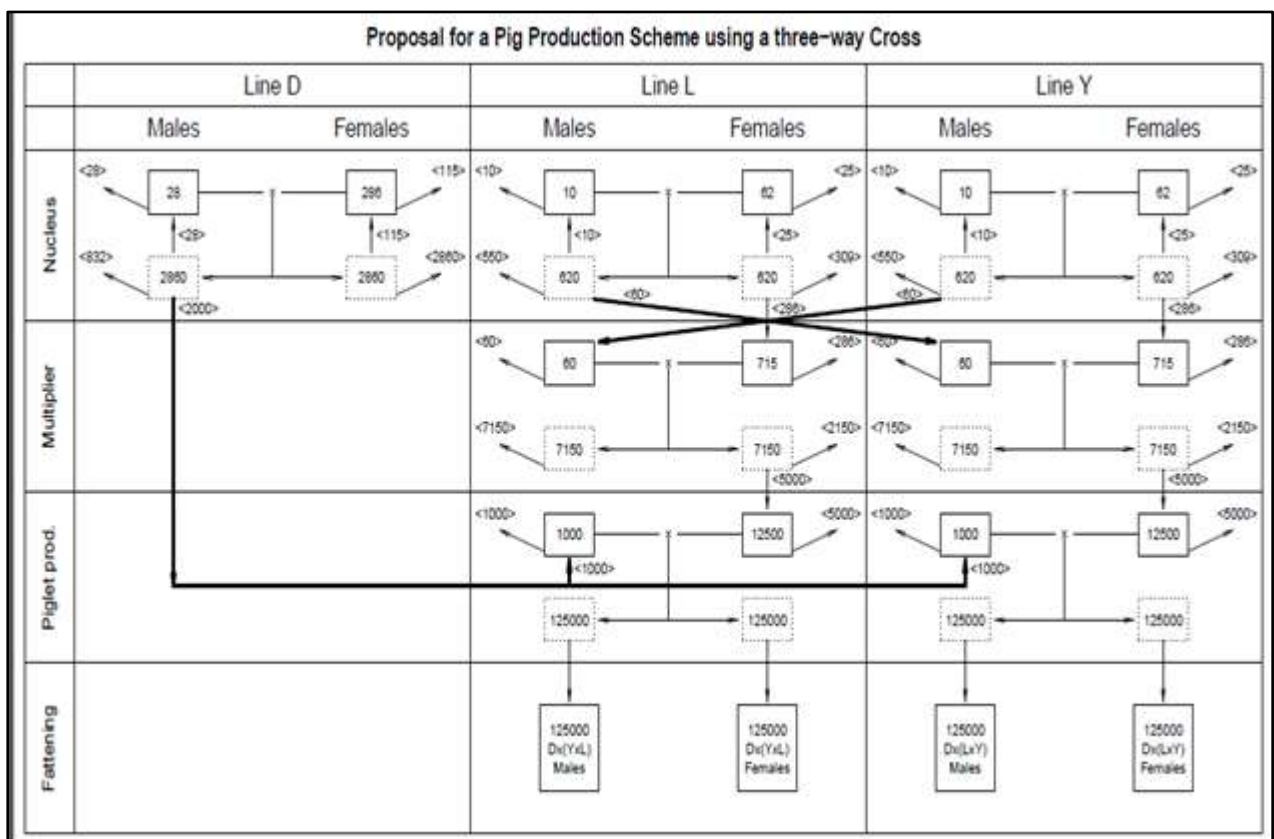 Proposal for a Pig Production Scheme using a three-way Cross
Line D Line L Line Y
Males Females Males Females Males Females
Nucleus
<28> <115> <10> <25> <10> <25>
28 x 286 10 x 62 10 x 62
<28> <115> <10> <25> <10> <25>
<832> <2860> <550> <309> <550> <309>
2860 2860 620 620 620 620
<2000> <60> <286> <60> <286>
Multiplier
<60> <286> <60> <286>
60 x 715 60 x 715
<7150> <2150> <7150> <2150>
7150 7150 7150 7150
<5000> <5000>
Piglet prod.
<1000> <5000> <1000> <5000>
1000 x 12500 1000 x 12500
<1000> <1000>
125000 125000 125000 125000
Fattening
125000 125000 125000 125000
Dx(YxL) Dx(YxL) Dx(LxY) Dx(LxY)
Males Females Males Females